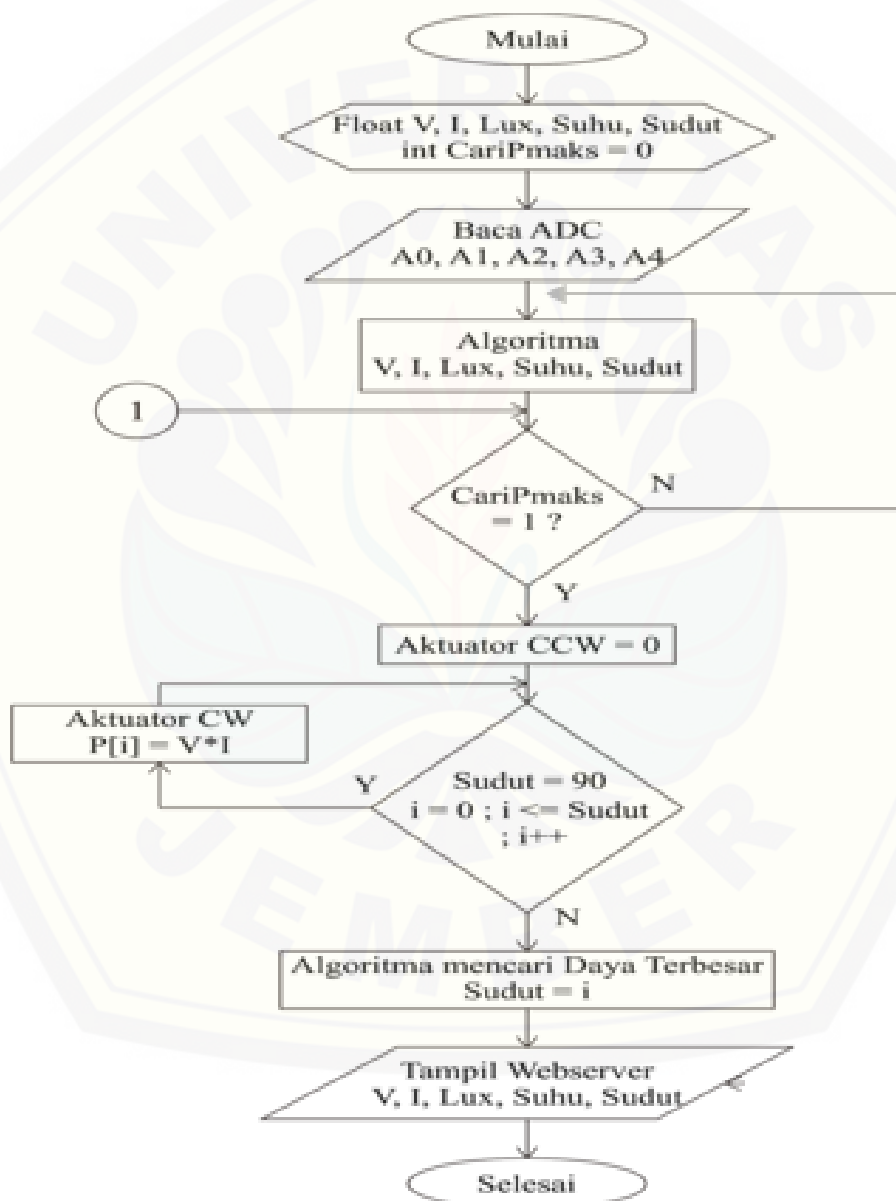 Mulai
Float V, I, Lux, Suhu, Sudut
int CariPmaks = 0
Baca ADC
A0, A1, A2, A3, A4
Algoritma
V, I, Lux, Suhu, Sudut
1
CariPmaks
= 1 ?
N
Y
Aktuator CCW = 0
Aktuator CW
P[i] = V*I
Y
Sudut = 90
i = 0 ; i <= Sudut
; i++
N
Algoritma mencari Daya Terbesar
Sudut = i
Tampil Webserver
V, I, Lux, Suhu, Sudut
Selesai
UNIVERSITAS
JEMBER